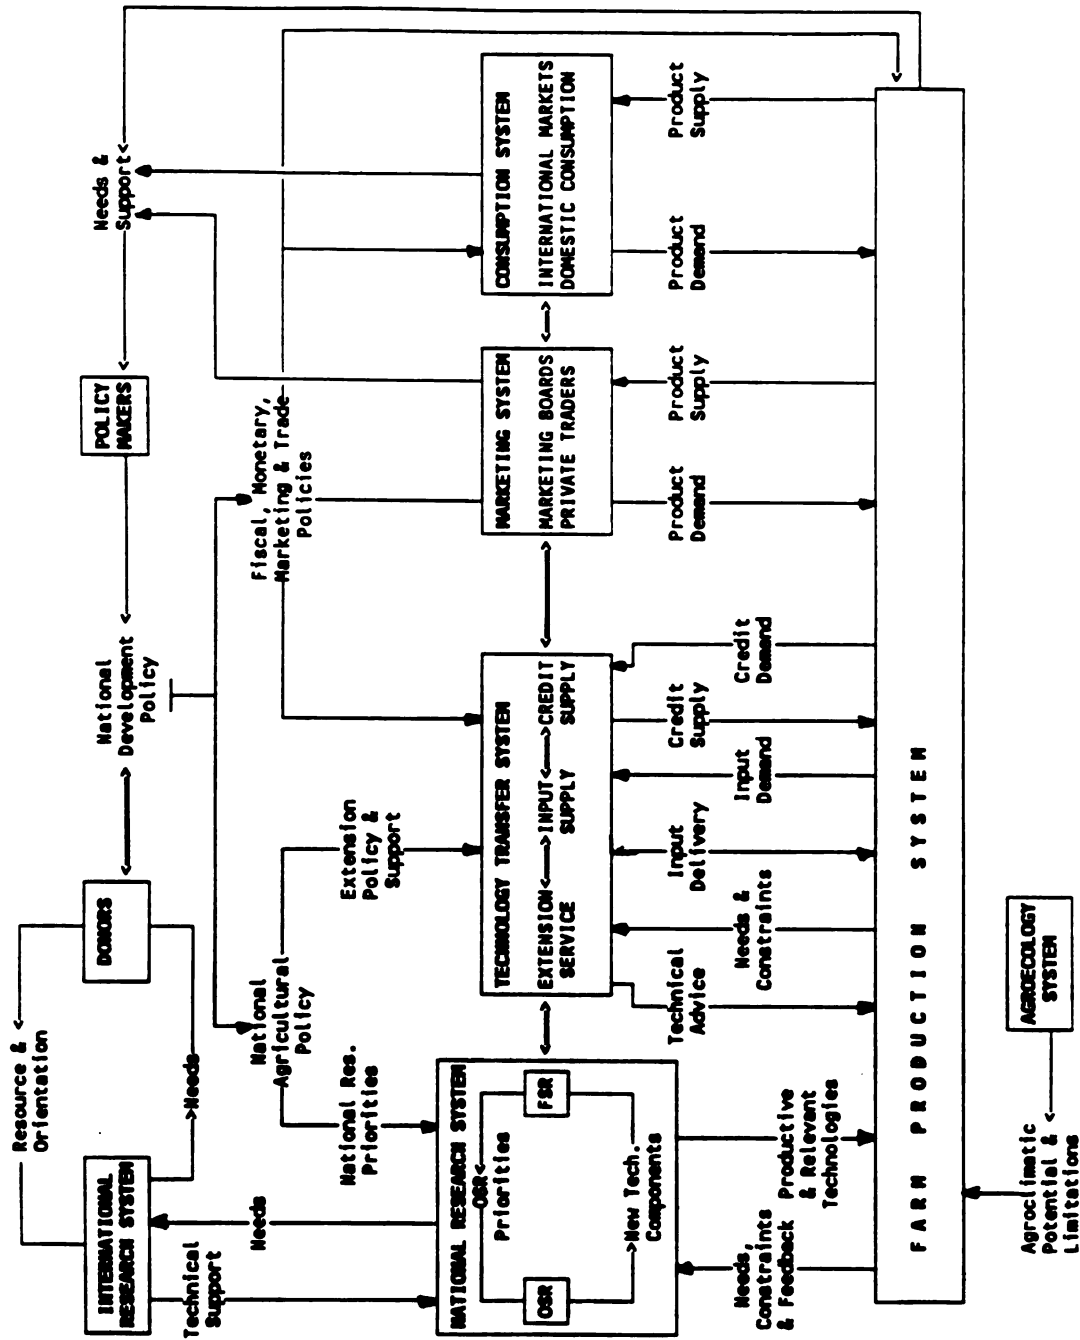 Resource & <
Orientation
INTERNATIONAL
RESEARCH SYSTEM
>Needs
DONORS
<——>
National
Development <
Policy
POLICY
MAKERS
<
Needs &
Support<
Technical
Support
Needs
National
Agricultural
Policy
National Res.
Priorities
Extension
Policy &
Support
Fiscal, Monetary,
Marketing & Trade
Policies
NATIONAL RESEARCH SYSTEM
OSR<
Priorities
OSR
FSR
>New Tech.
Components
<—>
TECHNOLOGY TRANSFER SYSTEM
EXTENSION<——>INPUT<——>CREDIT
SERVICE SUPPLY SUPPLY
<——>
MARKETING SYSTEM
MARKETING BOARDS
PRIVATE TRADERS
<—>
CONSUMPTION SYSTEM
INTERNATIONAL MARKETS
DOMESTIC CONSUMPTION
Needs,
Constraints
& Feedback
Productive
& Relevant
Technologies
Technical
Advice
Needs &
Constraints
Input
Delivery
Input
Demand
Credit
Supply
Credit
Demand
Product
Demand
Product
Supply
Product
Demand
Product
Supply
FARM PRODUCTION SYSTEM
Agroclimatic
Potential & <
Limitations
AGROECOLOGY
SYSTEM